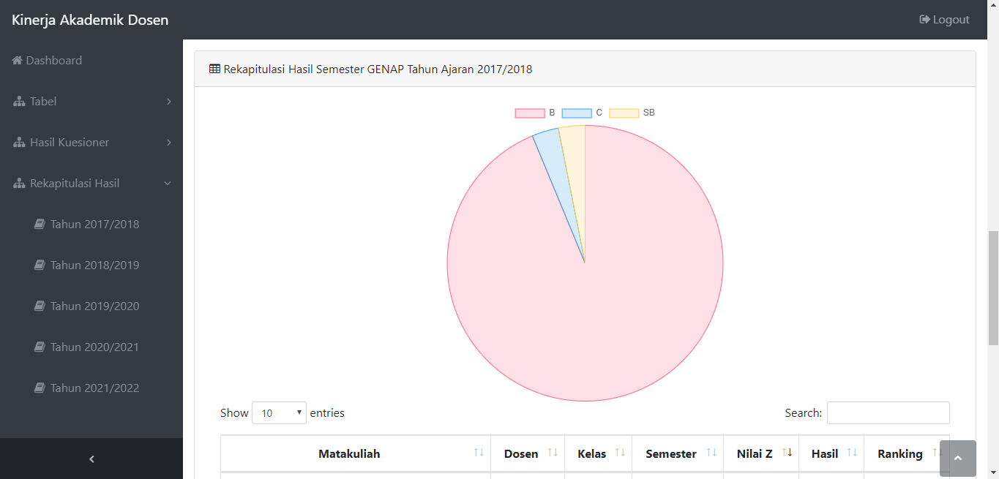 Kinerja Akademik Dosen
Logout
Dashboard
Tabel
Hasil Kuesioner
Rekapitulasi Hasil
Tahun 2017/2018
Tahun 2018/2019
Tahun 2019/2020
Tahun 2020/2021
Tahun 2021/2022
Rekapitulasi Hasil Semester GENAP Tahun Ajaran 2017/2018
B C SB
Show 10 entries
Search:
Matakuliah Dosen Kelas Semester Nilai Z Hasil Ranking